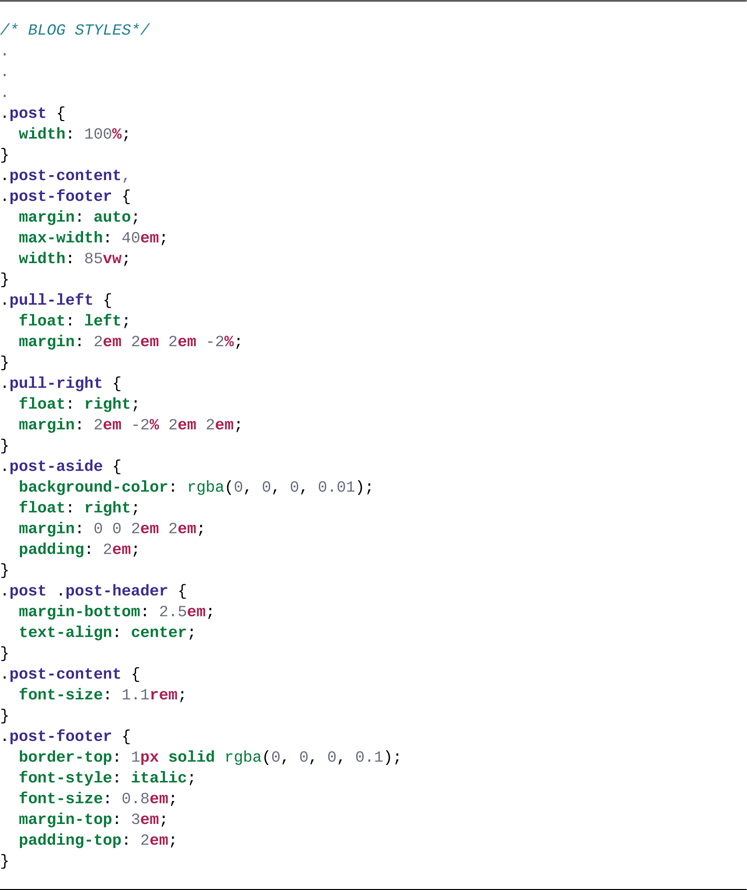 /* BLOG STYLES*/
.
.
.
.post {
  width: 100%;
}
.post-content,
.post-footer {
  margin: auto;
  max-width: 40em;
  width: 85vw;
}
.pull-left {
  float: left;
  margin: 2em 2em 2em -2%;
}
.pull-right {
  float: right;
  margin: 2em -2% 2em 2em;
}
.post-aside {
  background-color: rgba(0, 0, 0, 0.01);
  float: right;
  margin: 0 0 2em 2em;
  padding: 2em;
}
.post .post-header {
  margin-bottom: 2.5em;
  text-align: center;
}
.post-content {
  font-size: 1.1rem;
}
.post-footer {
  border-top: 1px solid rgba(0, 0, 0, 0.1);
  font-style: italic;
  font-size: 0.8em;
  margin-top: 3em;
  padding-top: 2em;
}